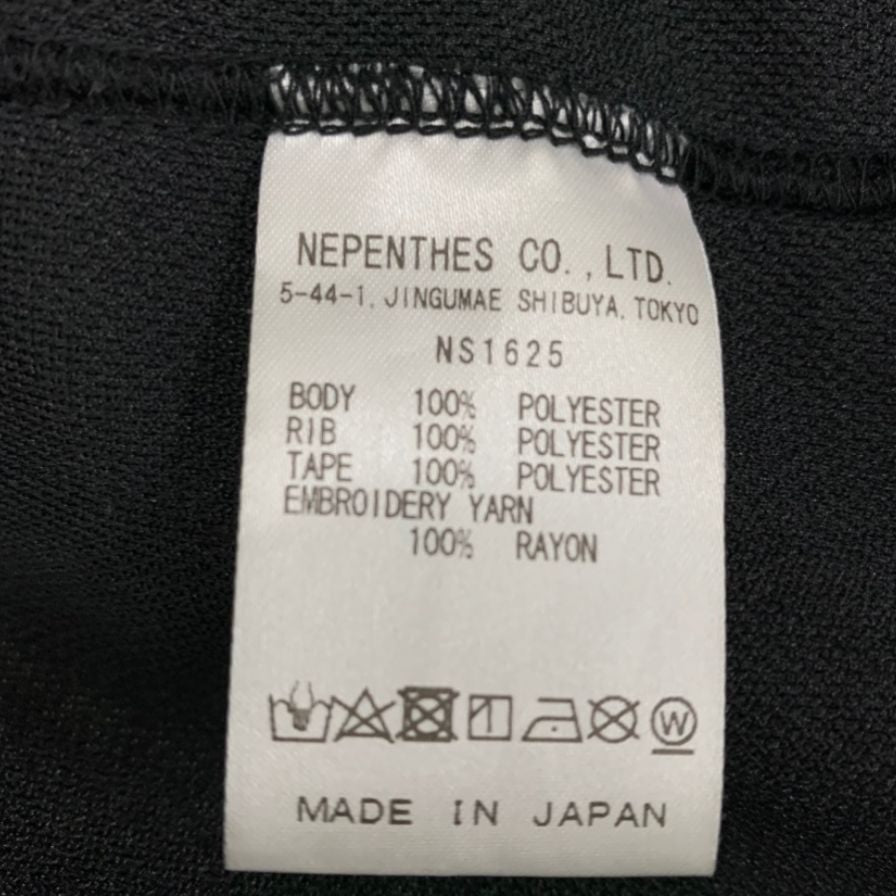 NEPENTHES CO.,LTD.
5-44-1, JINGUMAE SHIBUYA, TOKYO
NS1625
BODY 100% POLYESTER
RIB 100% POLYESTER
TAPE 100% POLYESTER
EMBROIDERY YARN
100% RAYON
W
MADE IN JAPAN